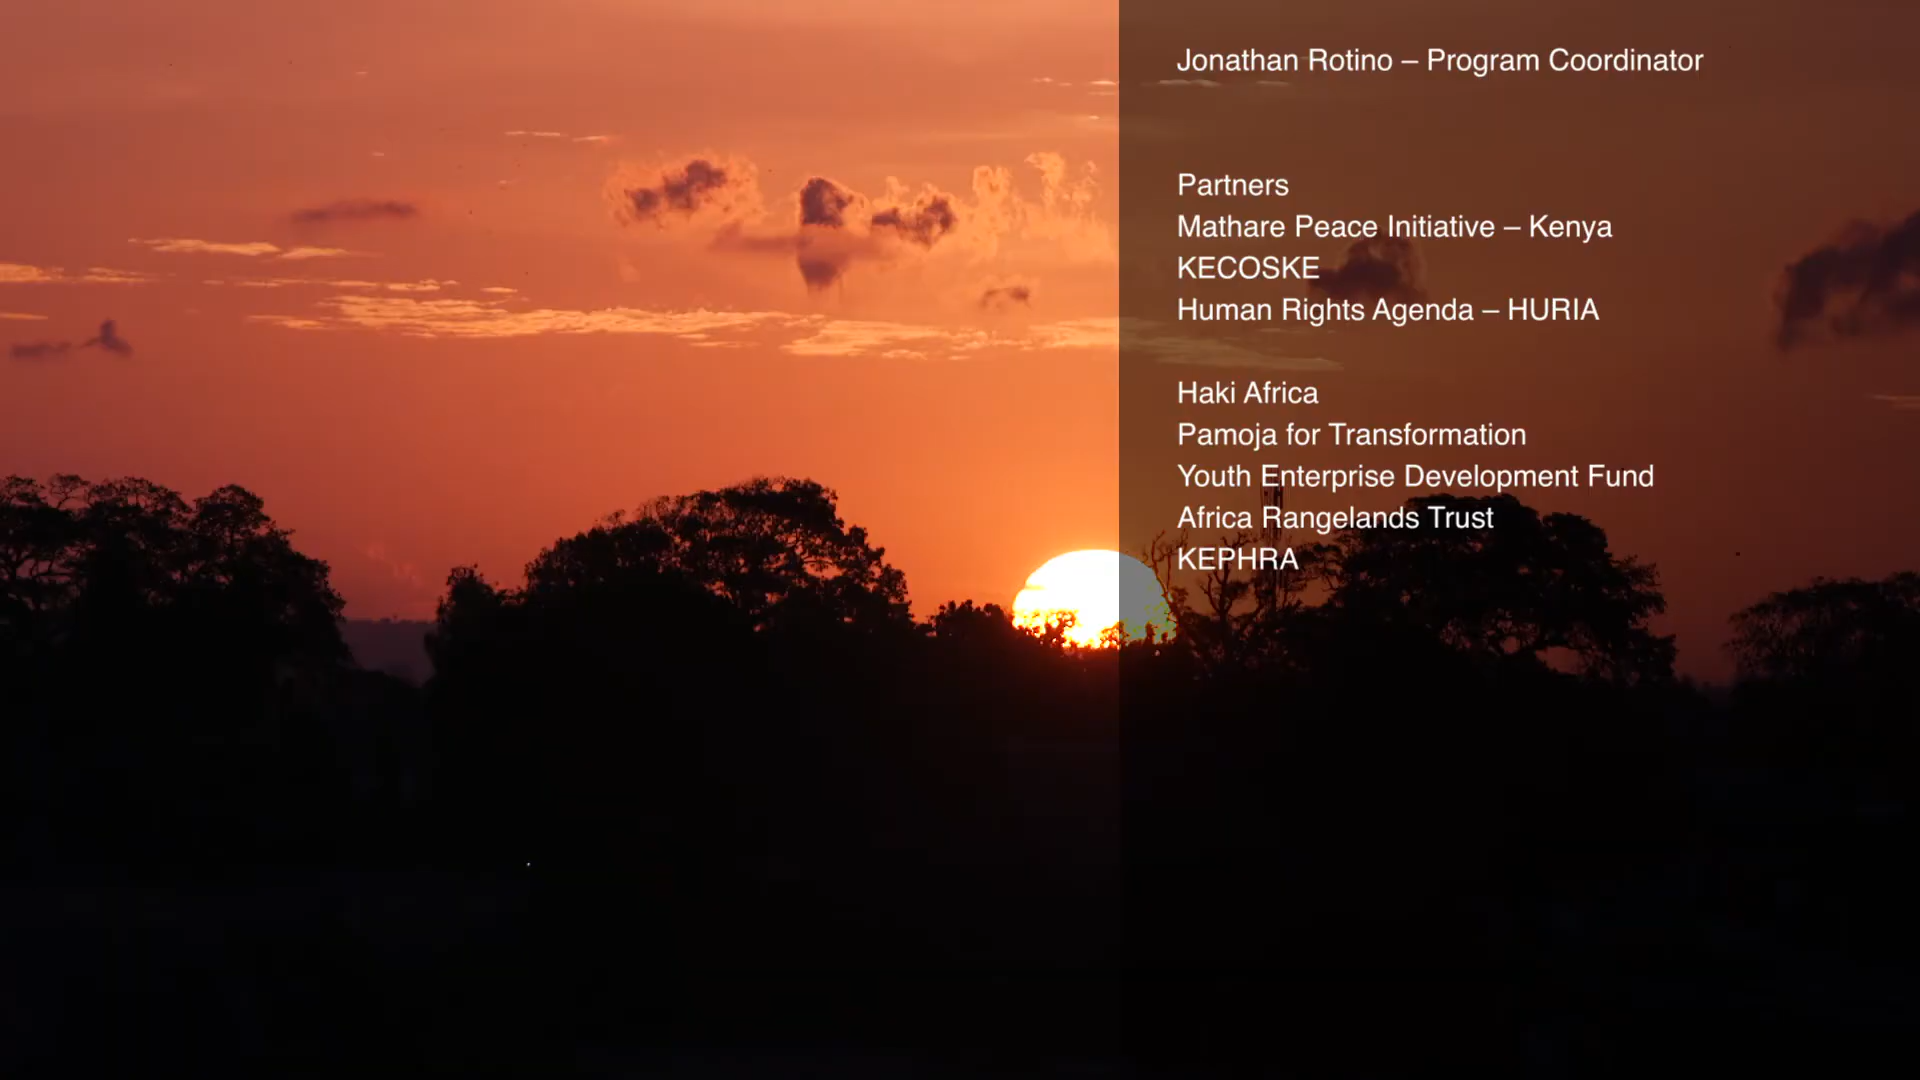 Jonathan Rotino – Program Coordinator
Partners
Mathare Peace Initiative – Kenya
KECOSKE
Human Rights Agenda – HURIA
Haki Africa
Pamoja for Transformation
Youth Enterprise Development Fund
Africa Rangelands Trust
KEPHRA